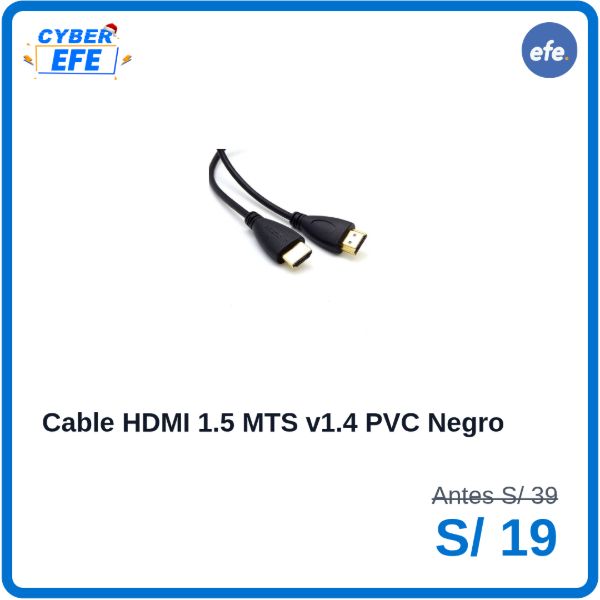 CYBER
EFE
efe.
Cable HDMI 1.5 MTS v1.4 PVC Negro
Antes S/ 39
S/ 19